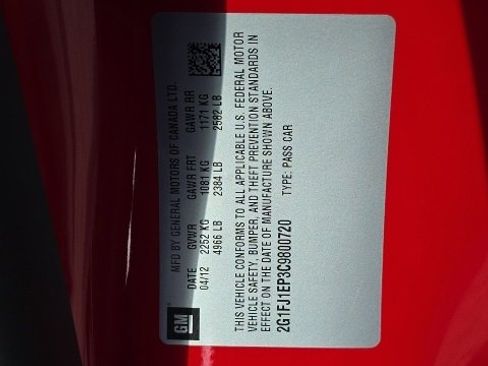 GM
MFD BY GENERAL MOTORS OF CANADA LTD.
DATE GVWR GAWR FRT GAWR RR
04/12 2252 KG 1081 KG 1171 KG
4966 LB 2384 LB 2582 LB
THIS VEHICLE CONFORMS TO ALL APPLICABLE U.S. FEDERAL MOTOR
VEHICLE SAFETY, BUMPER, AND THEFT PREVENTION STANDARDS IN
EFFECT ON THE DATE OF MANUFACTURE SHOWN ABOVE.
2G1FJ1EP3C9800720 TYPE: PASS CAR